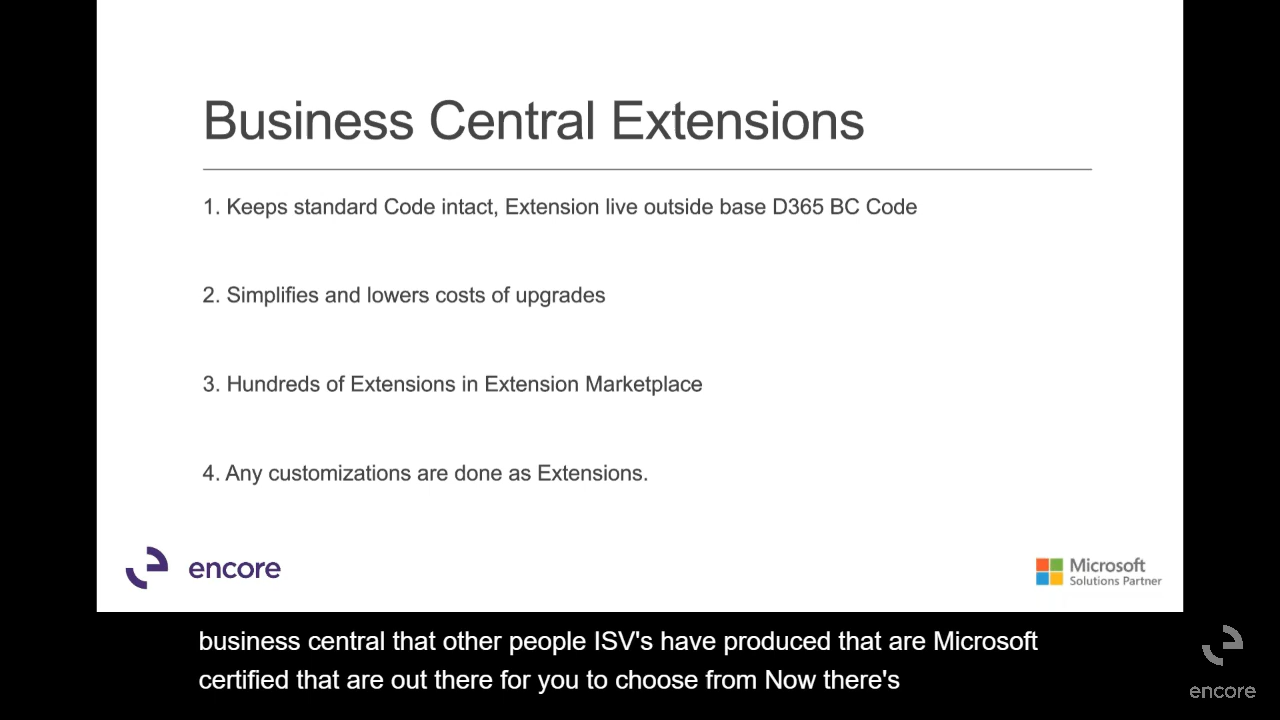 Business Central Extensions
1. Keeps standard Code intact, Extension live outside base D365 BC Code
2. Simplifies and lowers costs of upgrades
3. Hundreds of Extensions in Extension Marketplace
4. Any customizations are done as Extensions.
encore
Microsoft
Solutions Partner
business central that other people ISV's have produced that are Microsoft
certified that are out there for you to choose from Now there's
encore